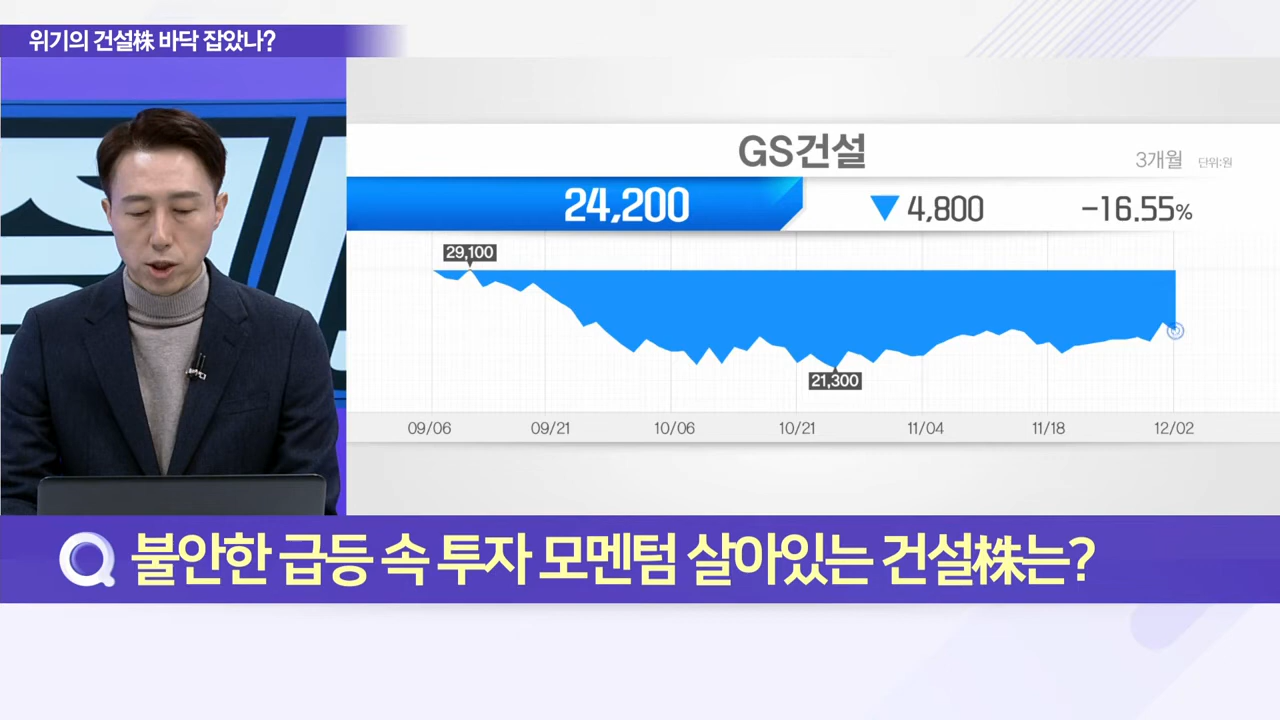 위기의 건설株 바닥 잡았나?
GS건설
3개월 단위:원
24,200 ▼ 4,800 -16.55%
29,100
21,300
09/06 09/21 10/06 10/21 11/04 11/18 12/02
Q 불안한 급등 속 투자 모멘텀 살아있는 건설株는?